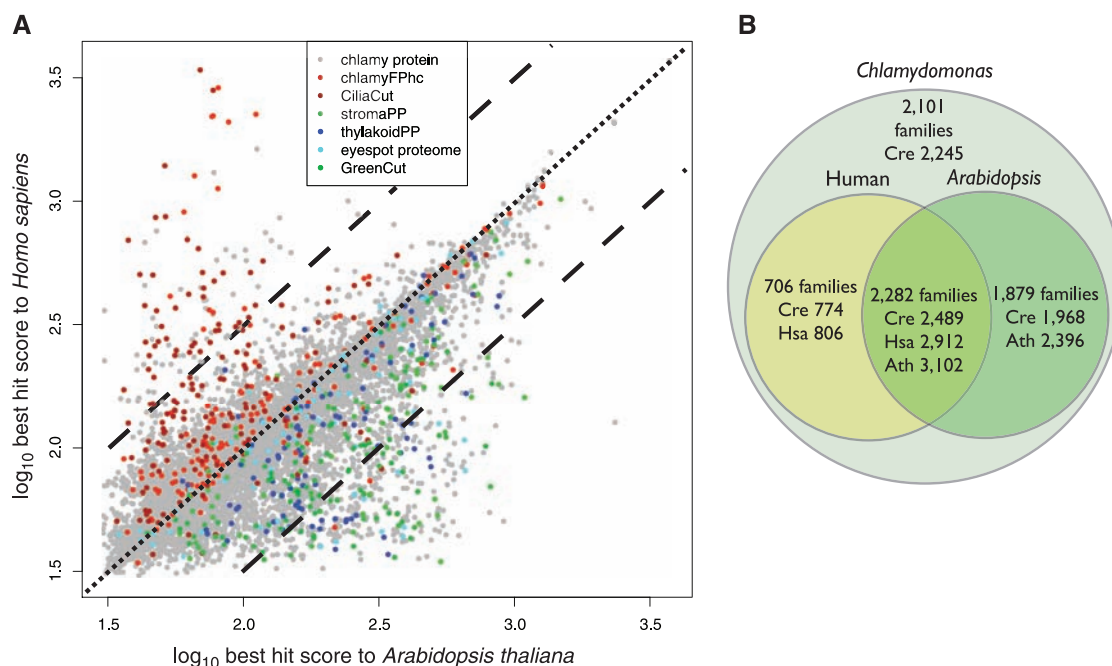 A
3.5
3.0
2.5
2.0
1.5
log10 best hit score to Homo sapiens
chlamy protein
chlamyFPhc
CiliaCut
stromaPP
thylakoidPP
eyespot proteome
GreenCut
1.5
2.0
2.5
3.0
3.5
log10 best hit score to Arabidopsis thaliana
B
Chlamydomonas
2,101
families
Cre 2,245
Human
Arabidopsis
706 families
Cre 774
Hsa 806
2,282 families
Cre 2,489
Hsa 2,912
Ath 3,102
1,879 families
Cre 1,968
Ath 2,396